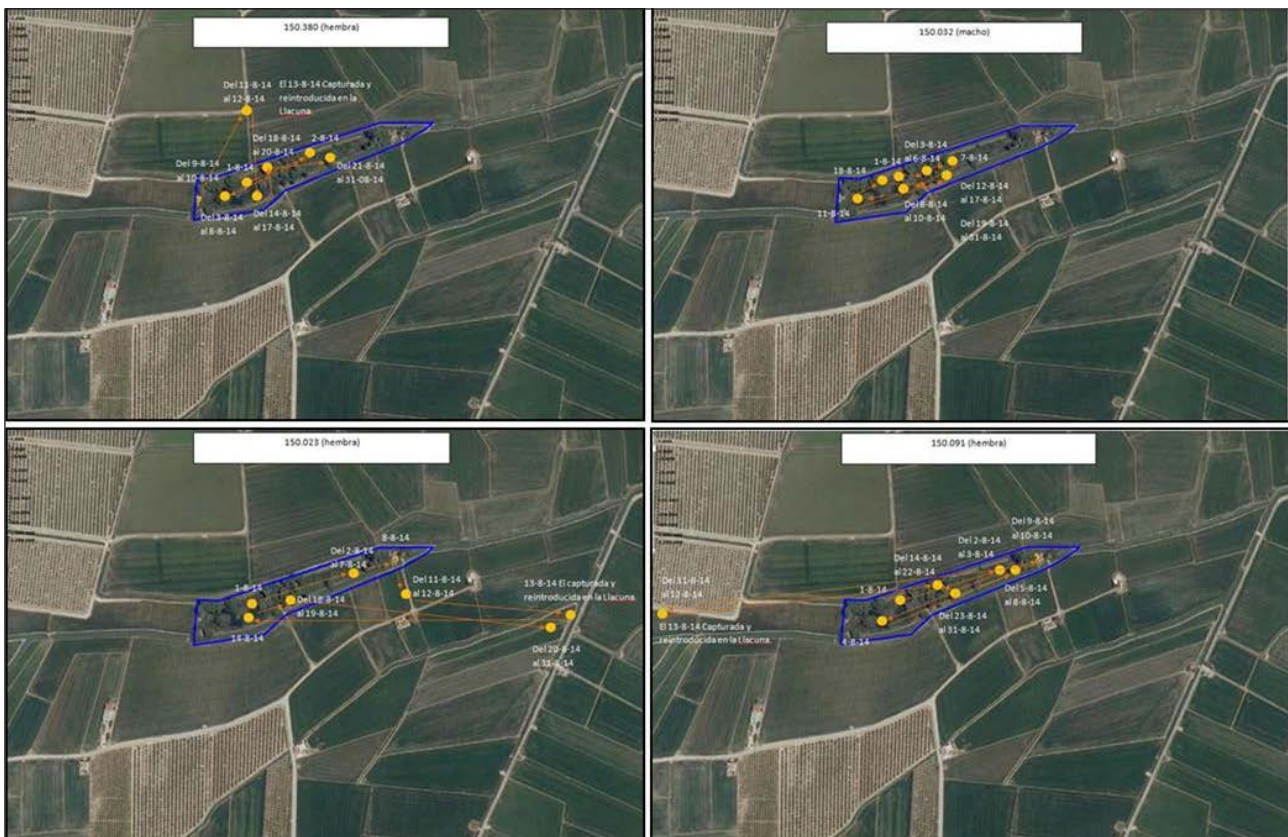 150.380 (hembra)
Del 11-8-14
al 12-8-14
El 13-8-14 Capturada y
reintroducida en la
Llacuna.
Del 18-8-14
al 20-8-14
2-8-14
Del 9-8-14
al 10-8-14
1-8-14
Del 21-8-14
al 31-08-14
Del 3-8-14
al 8-8-14
Del 14-8-14
al 17-8-14
150.032 (macho)
Del 3-8-14
al 6-8-14
1-8-14
7-8-14
18-8-14
11-8-14
Del 8-8-14
al 10-8-14
Del 12-8-14
al 17-8-14
Del 19-8-14
al 31-8-14
150.023 (hembra)
8-8-14
Del 2-8-14
al 7-8-14
1-8-14
Del 11-8-14
al 12-8-14
13-8-14 El capturada y
reintroducida en la Llacuna.
Del 18-8-14
al 19-8-14
14-8-14
Del 20-8-14
al 31-8-14
150.091 (hembra)
Del 9-8-14
al 10-8-14
Del 2-8-14
al 3-8-14
Del 14-8-14
al 22-8-14
1-8-14
Del 11-8-14
al 12-8-14
Del 5-8-14
al 8-8-14
El 13-8-14 Capturada y
reintroducida en la Llacuna.
Del 23-8-14
al 31-8-14
4-8-14